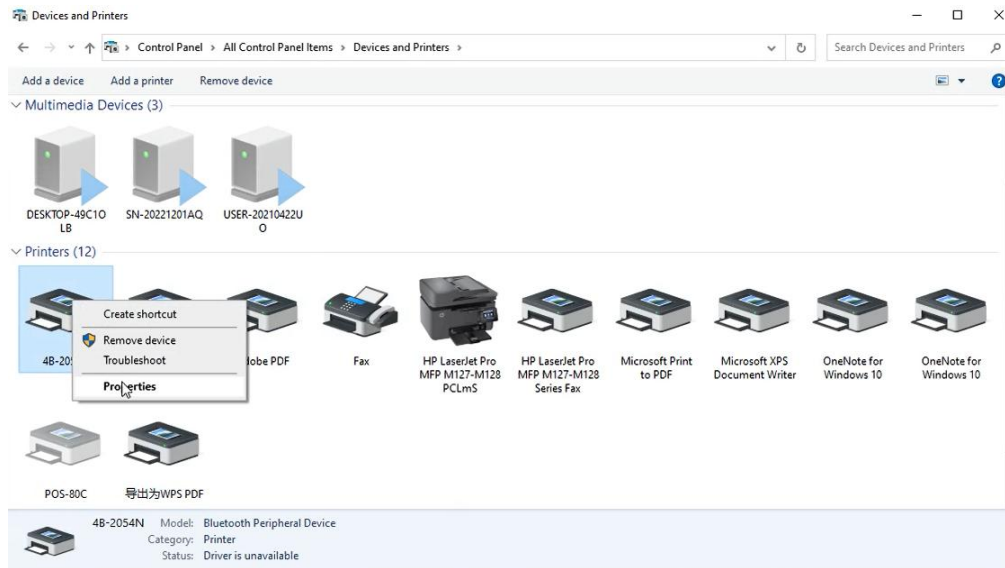 Devices and Printers
Control Panel > All Control Panel Items > Devices and Printers >
Search Devices and Printers
Add a device Add a printer Remove device
Multimedia Devices (3)
DESKTOP-49C1O
LB
SN-20221201AQ
USER-20210422U
O
Printers (12)
Create shortcut
Remove device
Troubleshoot
Properties
4B-205
obe PDF
Fax
HP LaserJet Pro
MFP M127-M128
PCLmS
HP LaserJet Pro
MFP M127-M128
Series Fax
Microsoft Print
to PDF
Microsoft XPS
Document Writer
OneNote for
Windows 10
OneNote for
Windows 10
POS-80C
导出为WPS PDF
4B-2054N Model: Bluetooth Peripheral Device
Category: Printer
Status: Driver is unavailable